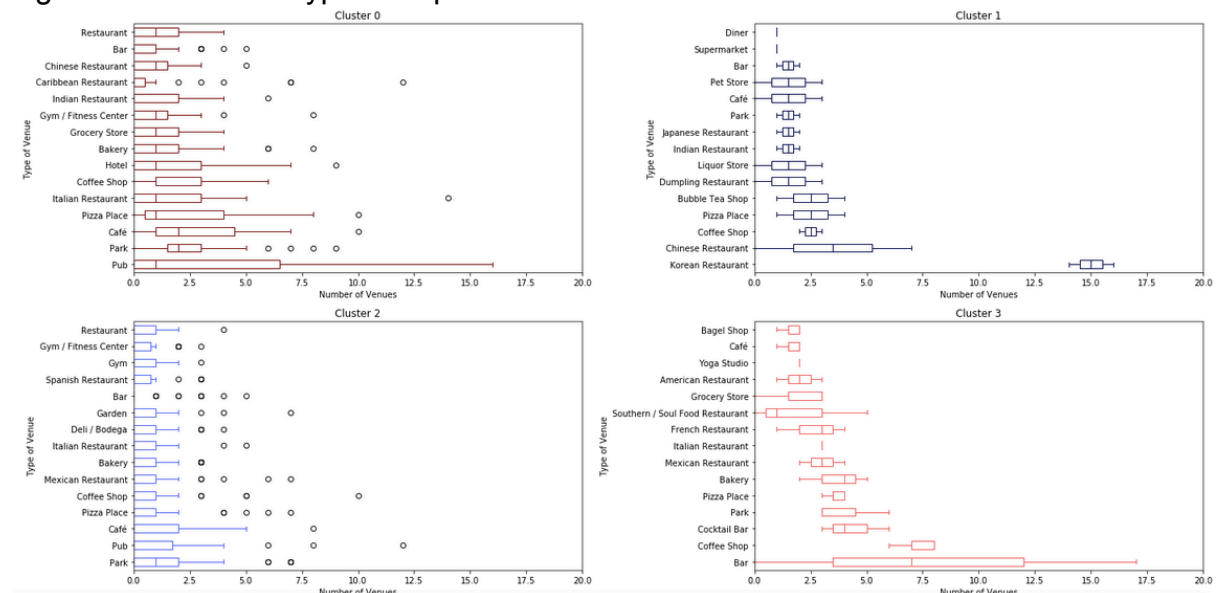 Cluster 0
Restaurant
Bar
Chinese Restaurant
Caribbean Restaurant
Indian Restaurant
Gym / Fitness Center
Grocery Store
Bakery
Hotel
Coffee Shop
Italian Restaurant
Pizza Place
Café
Park
Pub
Type of Venue
0.0 2.5 5.0 7.5 10.0 12.5 15.0 17.5 20.0
Number of Venues
Cluster 1
Diner
Supermarket
Bar
Pet Store
Café
Park
Japanese Restaurant
Indian Restaurant
Liquor Store
Dumpling Restaurant
Bubble Tea Shop
Pizza Place
Coffee Shop
Chinese Restaurant
Korean Restaurant
Type of Venue
0.0 2.5 5.0 7.5 10.0 12.5 15.0 17.5 20.0
Number of Venues
Cluster 2
Restaurant
Gym / Fitness Center
Gym
Spanish Restaurant
Bar
Garden
Deli / Bodega
Italian Restaurant
Bakery
Mexican Restaurant
Coffee Shop
Pizza Place
Café
Pub
Park
Type of Venue
0.0 2.5 5.0 7.5 10.0 12.5 15.0 17.5 20.0
Number of Venues
Cluster 3
Bagel Shop
Café
Yoga Studio
American Restaurant
Grocery Store
Southern / Soul Food Restaurant
French Restaurant
Italian Restaurant
Mexican Restaurant
Bakery
Pizza Place
Park
Cocktail Bar
Coffee Shop
Bar
Type of Venue
0.0 2.5 5.0 7.5 10.0 12.5 15.0 17.5 20.0
Number of Venues